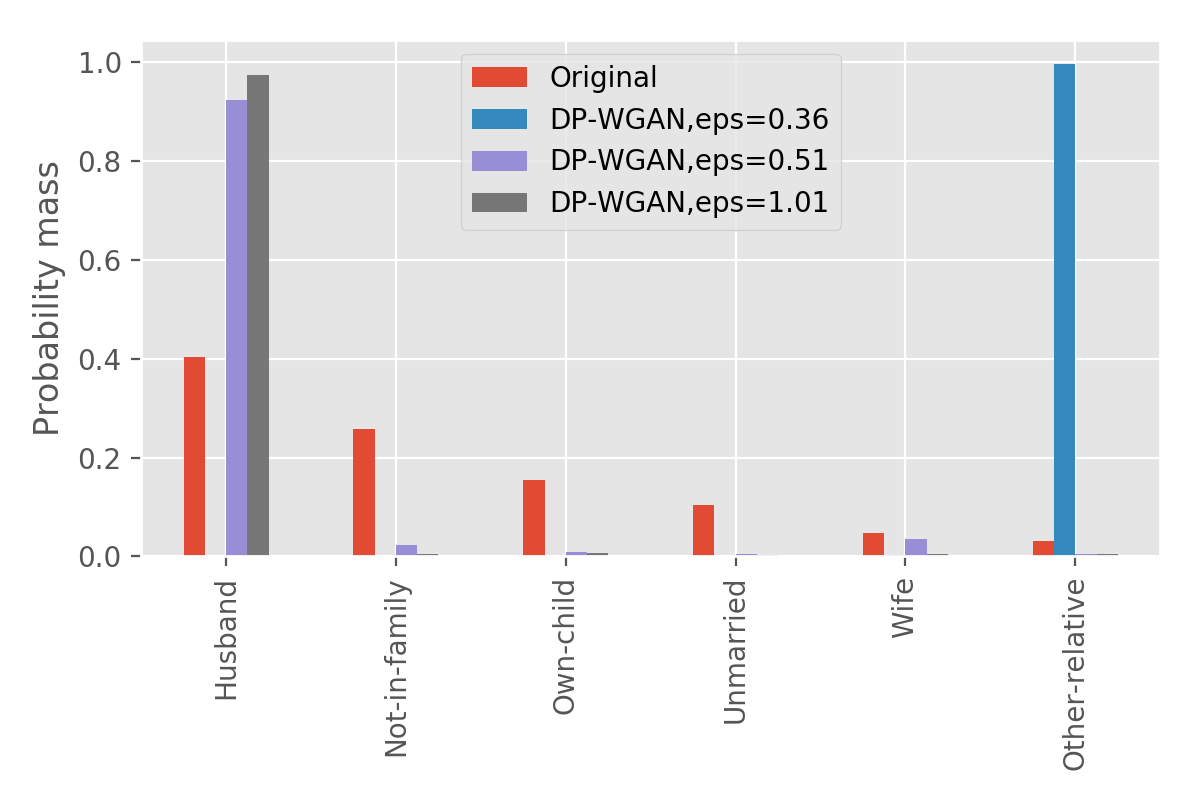 Probability mass
1.0
0.8
0.6
0.4
0.2
0.0
Original
DP-WGAN,eps=0.36
DP-WGAN,eps=0.51
DP-WGAN,eps=1.01
Husband
Not-in-family
Own-child
Unmarried
Wife
Other-relative